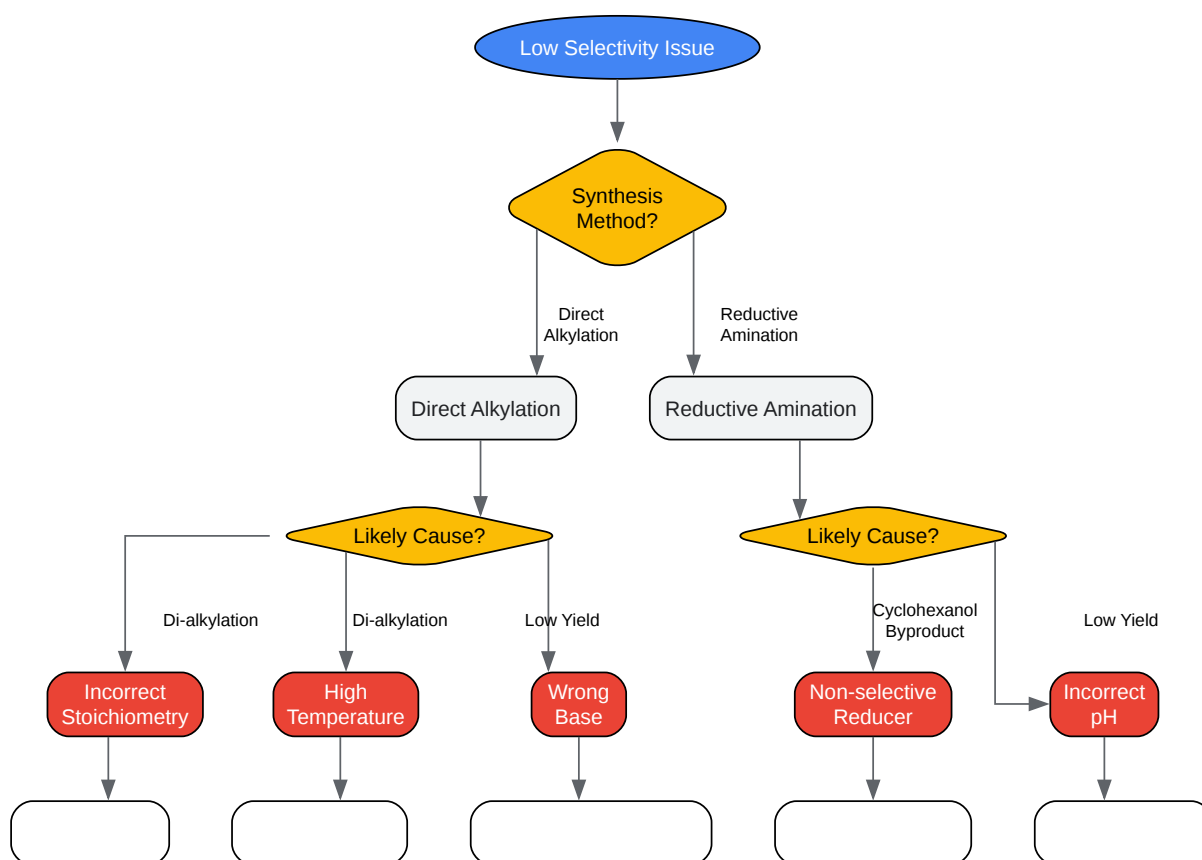 Low Selectivity Issue
Synthesis
Method?
Direct
Alkylation
Reductive
Amination
Direct Alkylation
Reductive Amination
Likely Cause?
Likely Cause?
Di-alkylation
Di-alkylation
Low Yield
Cyclohexanol
Byproduct
Low Yield
Incorrect
Stoichiometry
High
Temperature
Wrong
Base
Non-selective
Reducer
Incorrect
pH